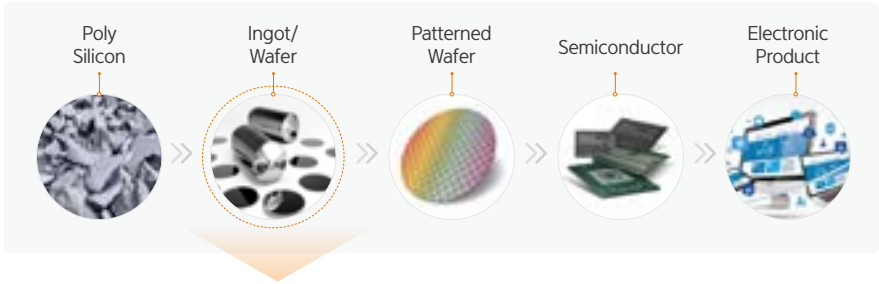 Poly
Silicon
Ingot/
Wafer
Patterned
Wafer
Semiconductor
Electronic
Product